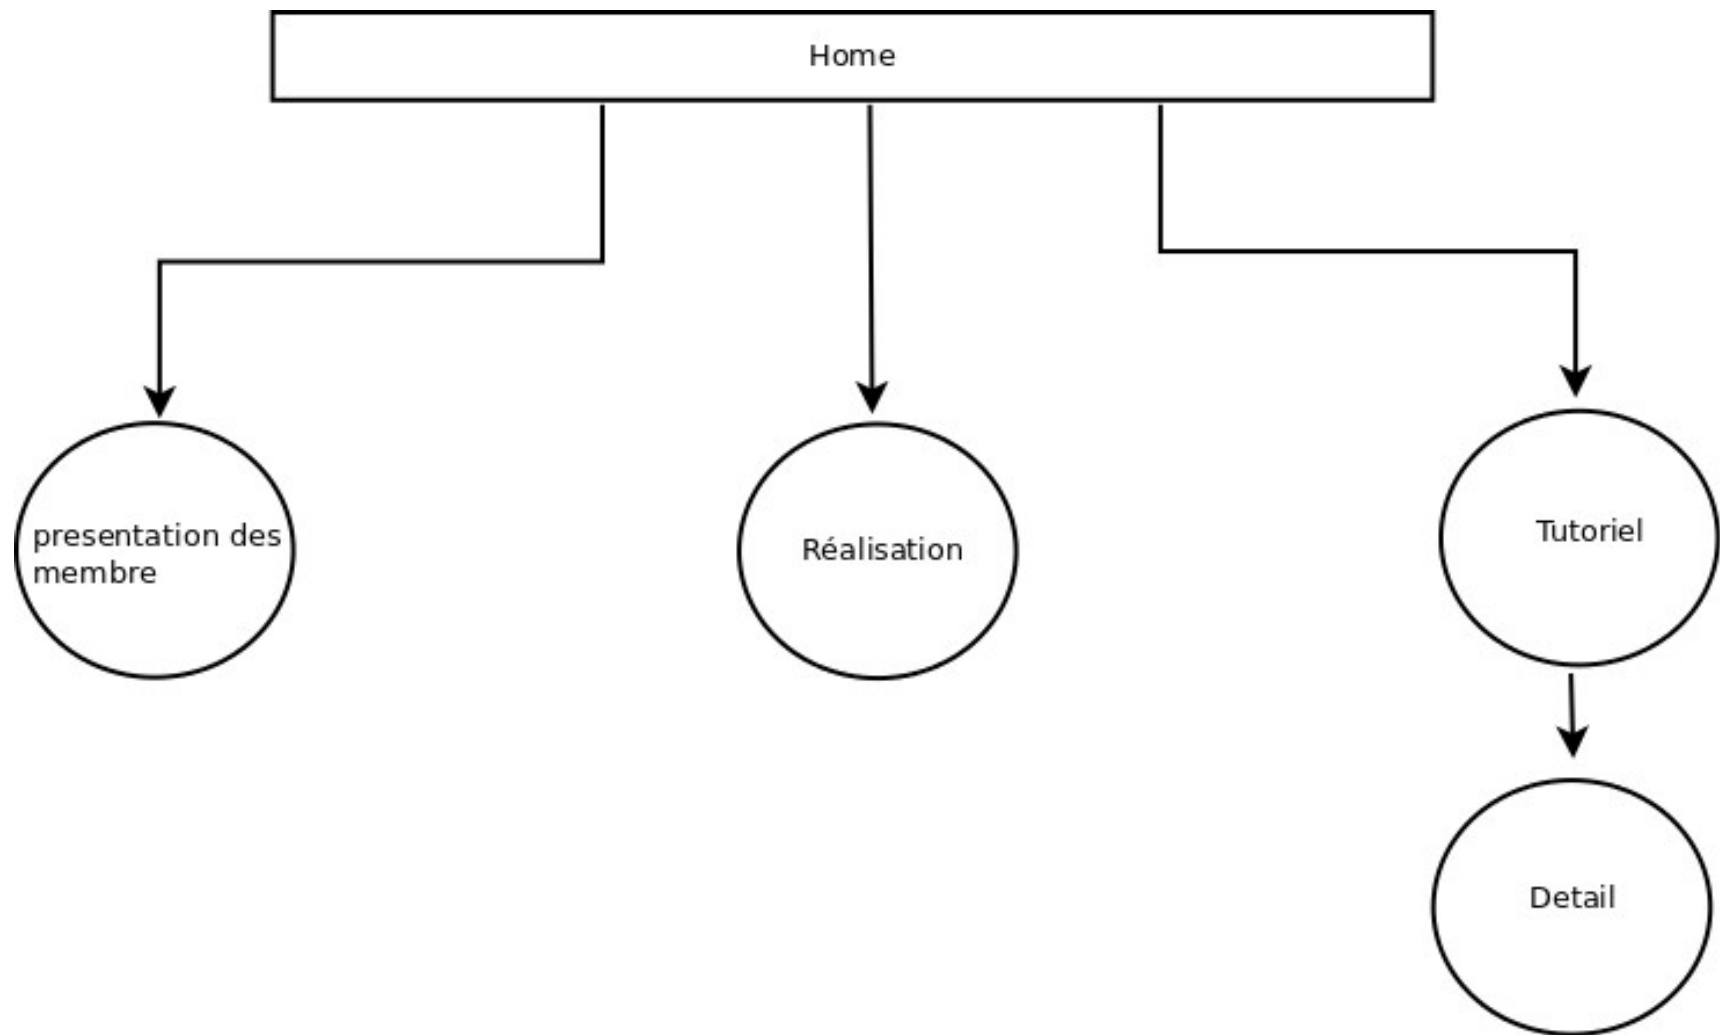 Home
presentation des
membre
Réalisation
Tutoriel
Detail